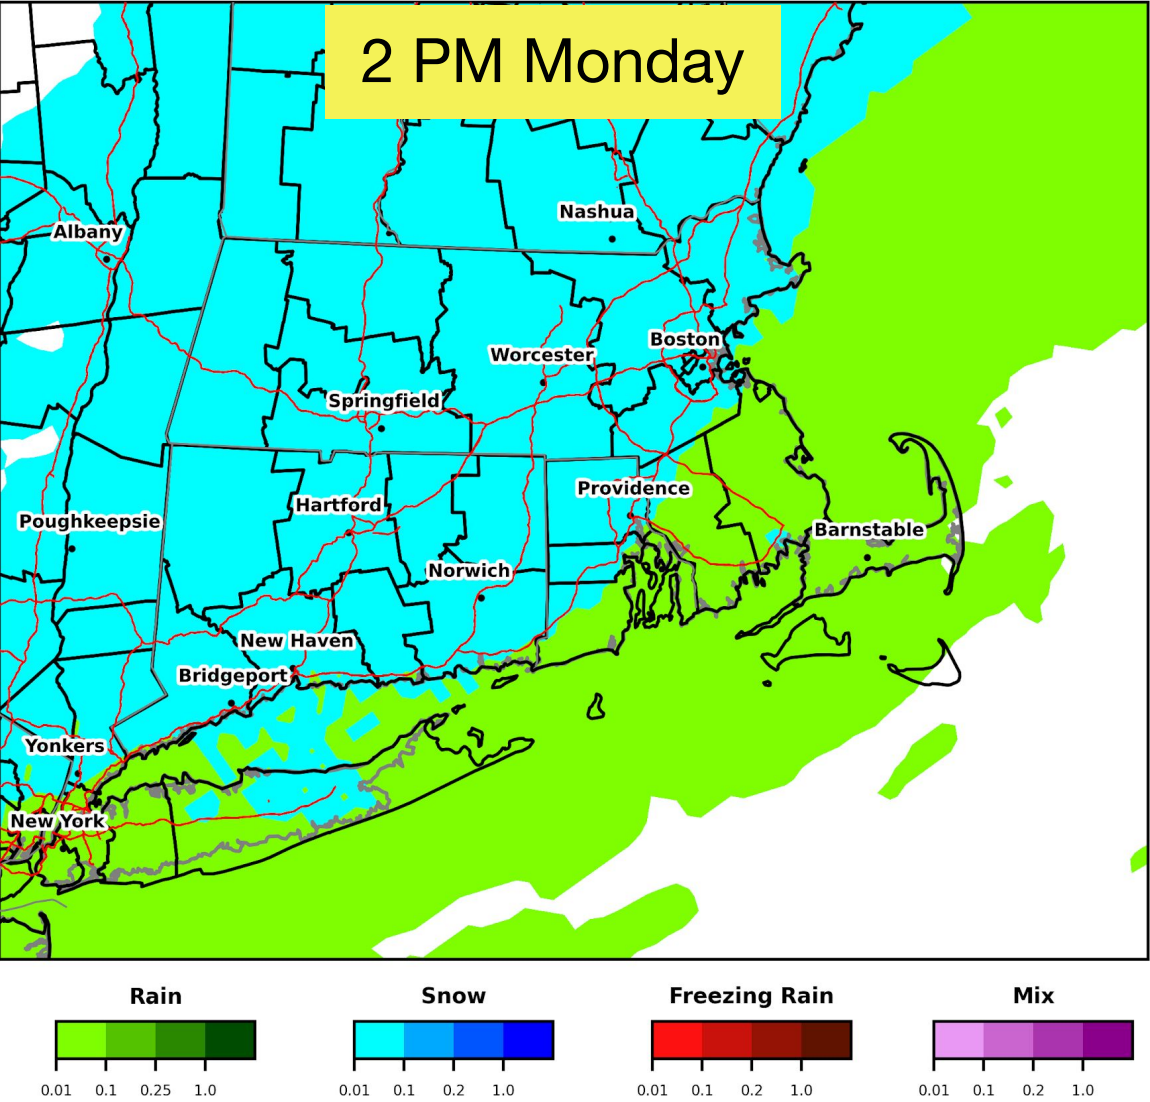 2 PM Monday
Nashua
Albany
Boston
Worcester
Springfield
Providence
Hartford
Poughkeepsie
Barnstable
Norwich
New Haven
Bridgeport
Yonkers
New York
Rain
Snow
Freezing Rain
Mix
0.01 0.1 0.25 1.0
0.01 0.1 0.2 1.0
0.01 0.1 0.2 1.0
0.01 0.1 0.2 1.0